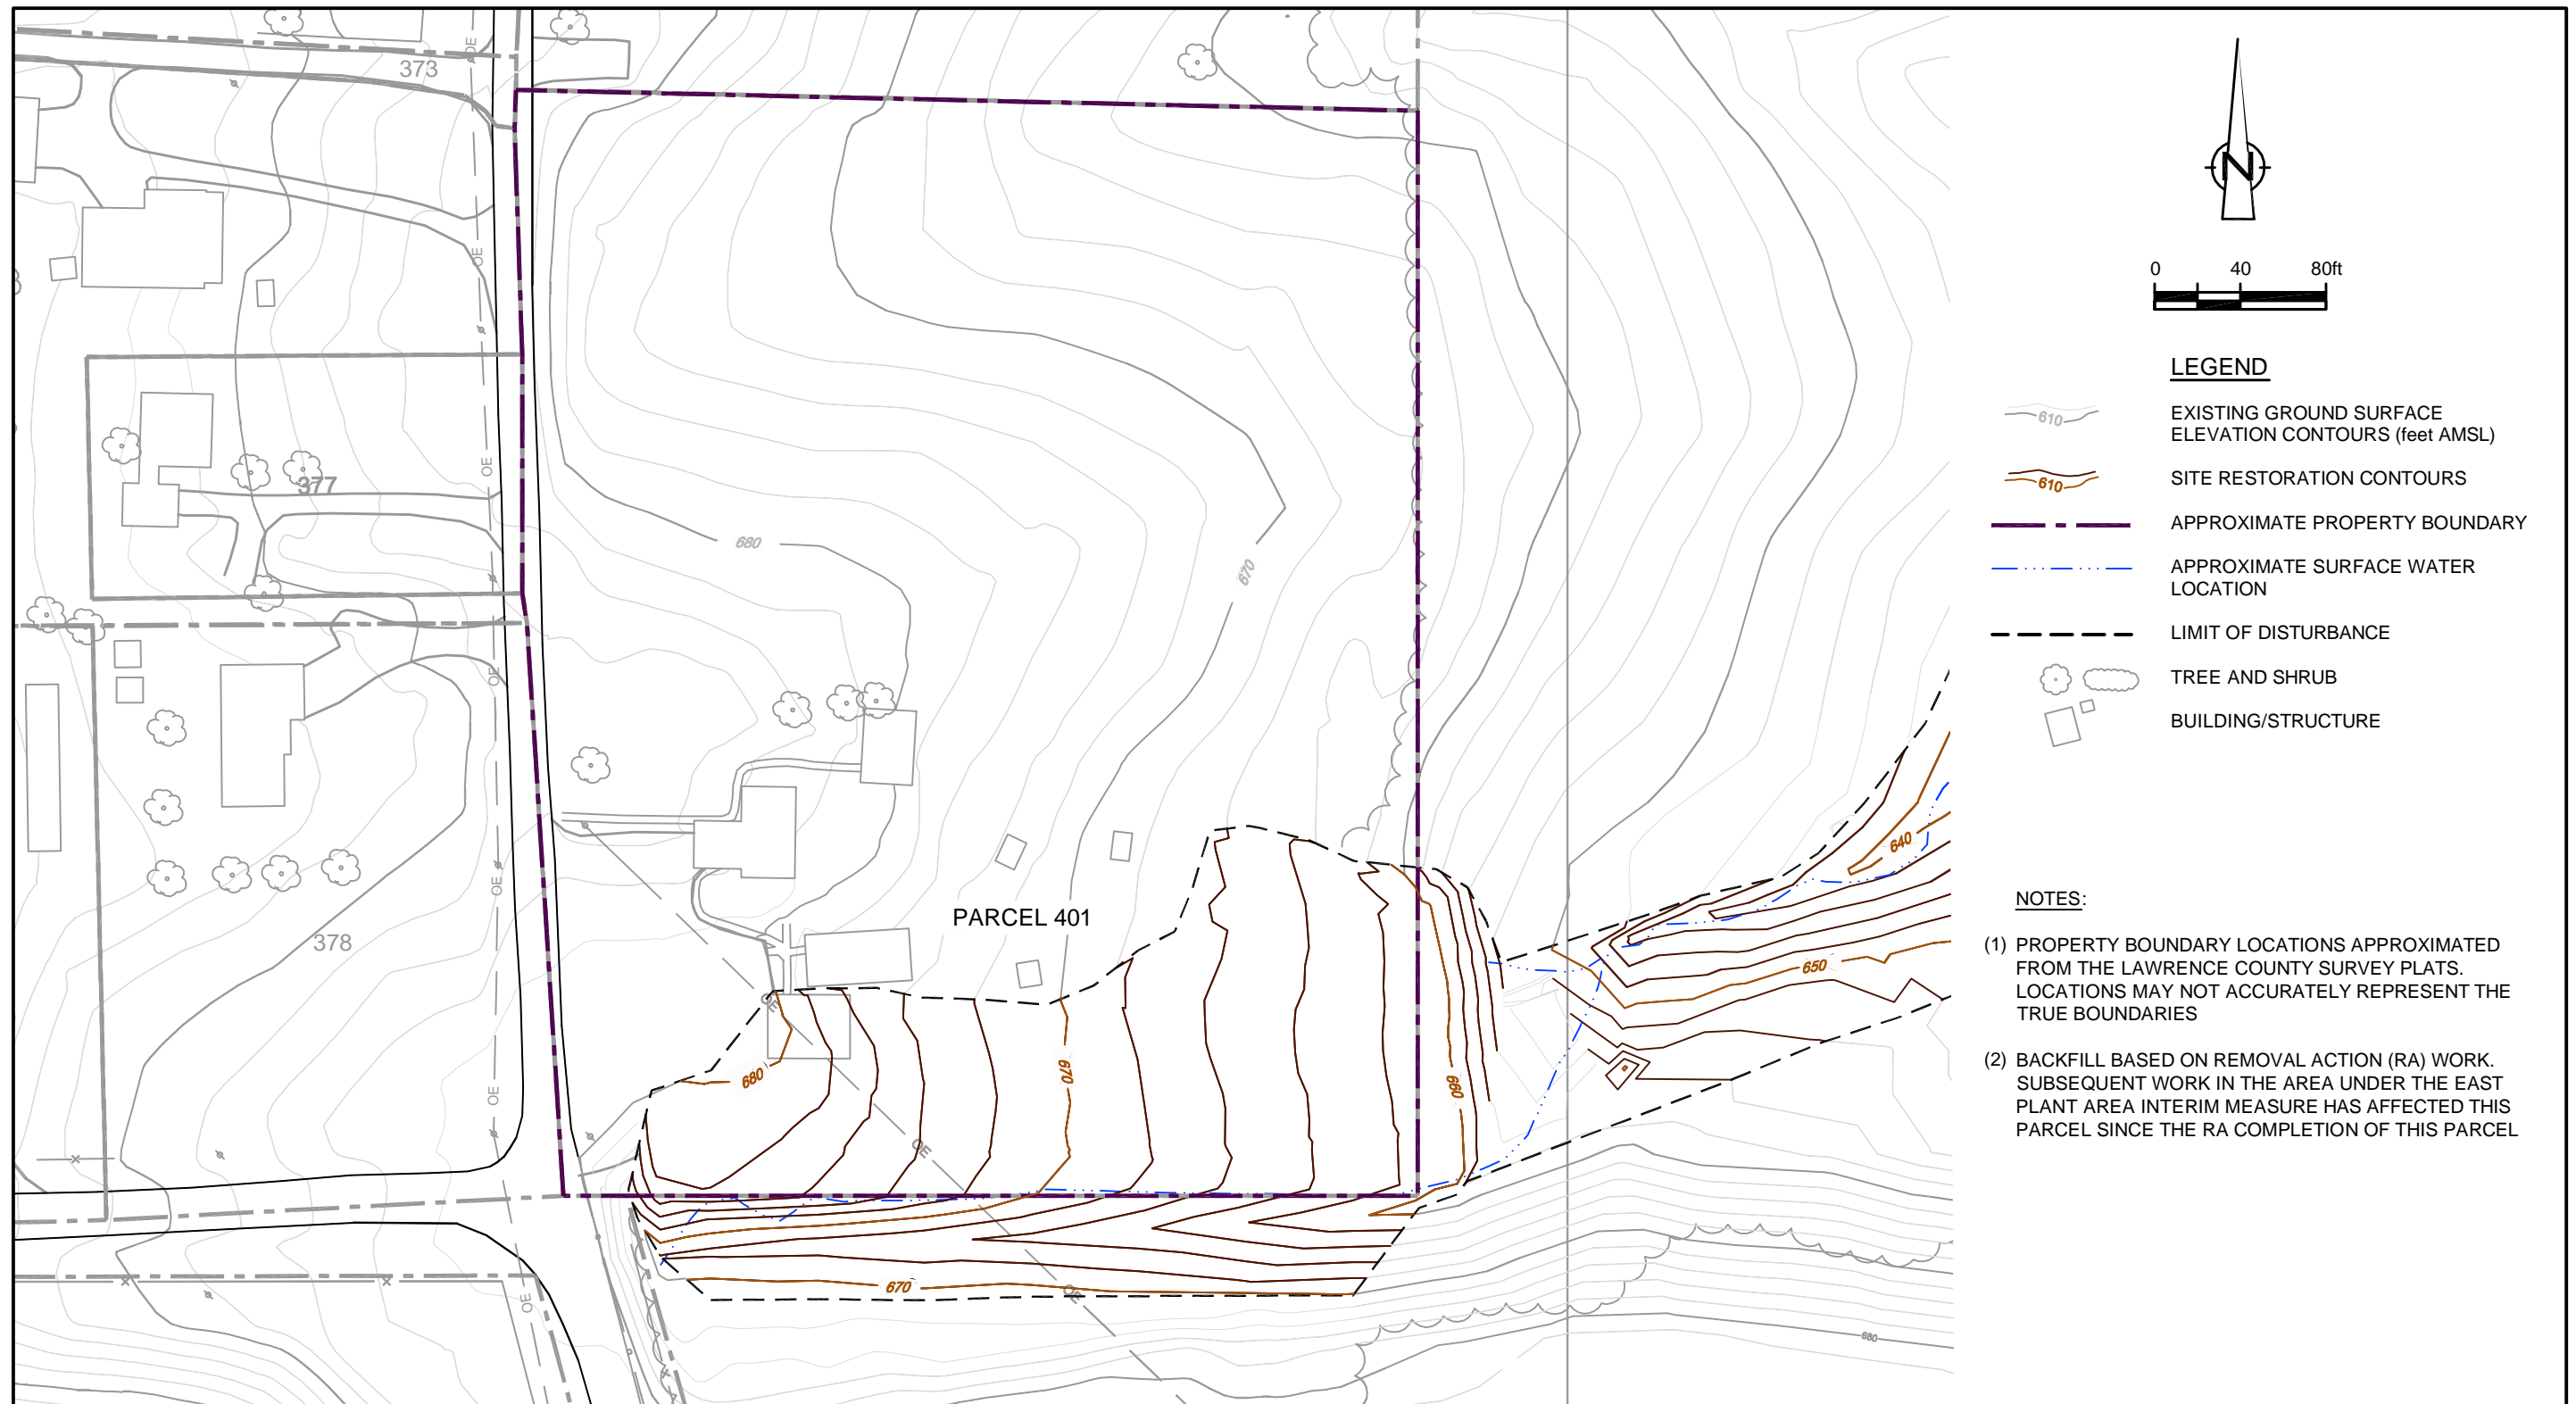 373
OE
OE
OE
377
680
670
OE
378
OE
OE
OE
PARCEL 401
OE
680
670
660
OE
670
OE
640
650
680
N
0 40 80ft
LEGEND
610
EXISTING GROUND SURFACE
ELEVATION CONTOURS (feet AMSL)
610
SITE RESTORATION CONTOURS
APPROXIMATE PROPERTY BOUNDARY
APPROXIMATE SURFACE WATER
LOCATION
LIMIT OF DISTURBANCE
TREE AND SHRUB
BUILDING/STRUCTURE
NOTES:
(1) PROPERTY BOUNDARY LOCATIONS APPROXIMATED
FROM THE LAWRENCE COUNTY SURVEY PLATS.
LOCATIONS MAY NOT ACCURATELY REPRESENT THE
TRUE BOUNDARIES
(2) BACKFILL BASED ON REMOVAL ACTION (RA) WORK.
SUBSEQUENT WORK IN THE AREA UNDER THE EAST
PLANT AREA INTERIM MEASURE HAS AFFECTED THIS
PARCEL SINCE THE RA COMPLETION OF THIS PARCEL